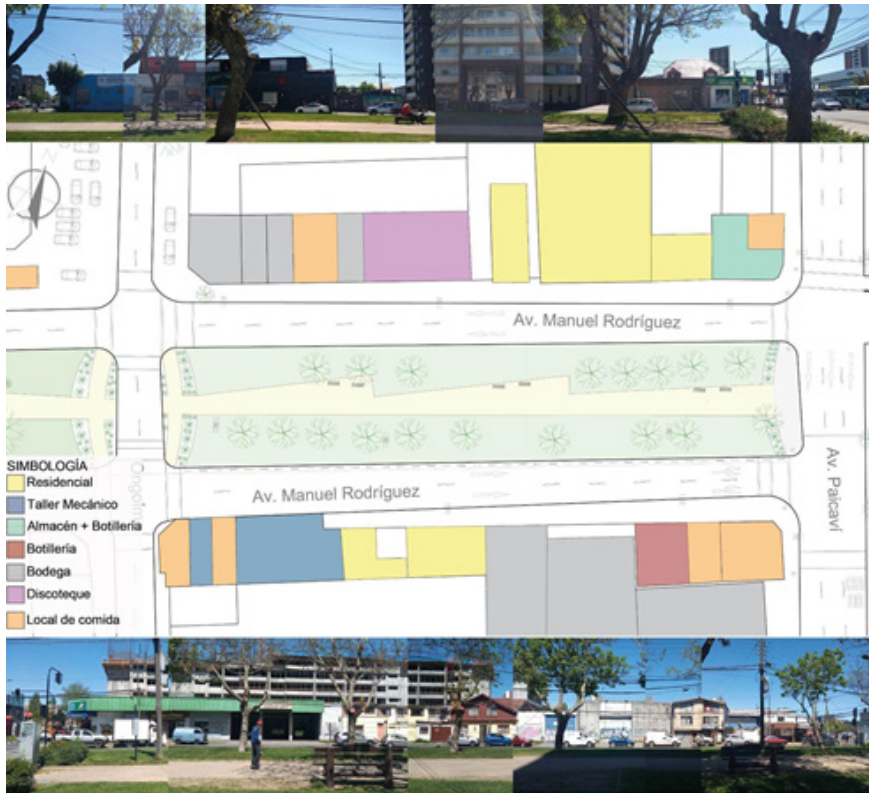 Av. Manuel Rodríguez
SIMBOLOGÍA
Residencial
Taller Mecánico
Almacén + Botillería
Botillería
Bodega
Discoteque
Local de comida
Av. Manuel Rodríguez
Av. Paicaví